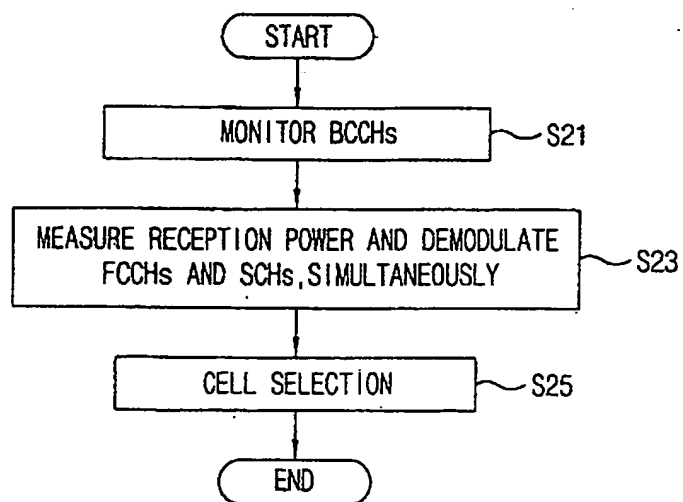 START
MONITOR BCCHs
S21
MEASURE RECEPTION POWER AND DEMODULATE
FCCHs AND SCHs,SIMULTANEOUSLY
S23
CELL SELECTION
S25
END